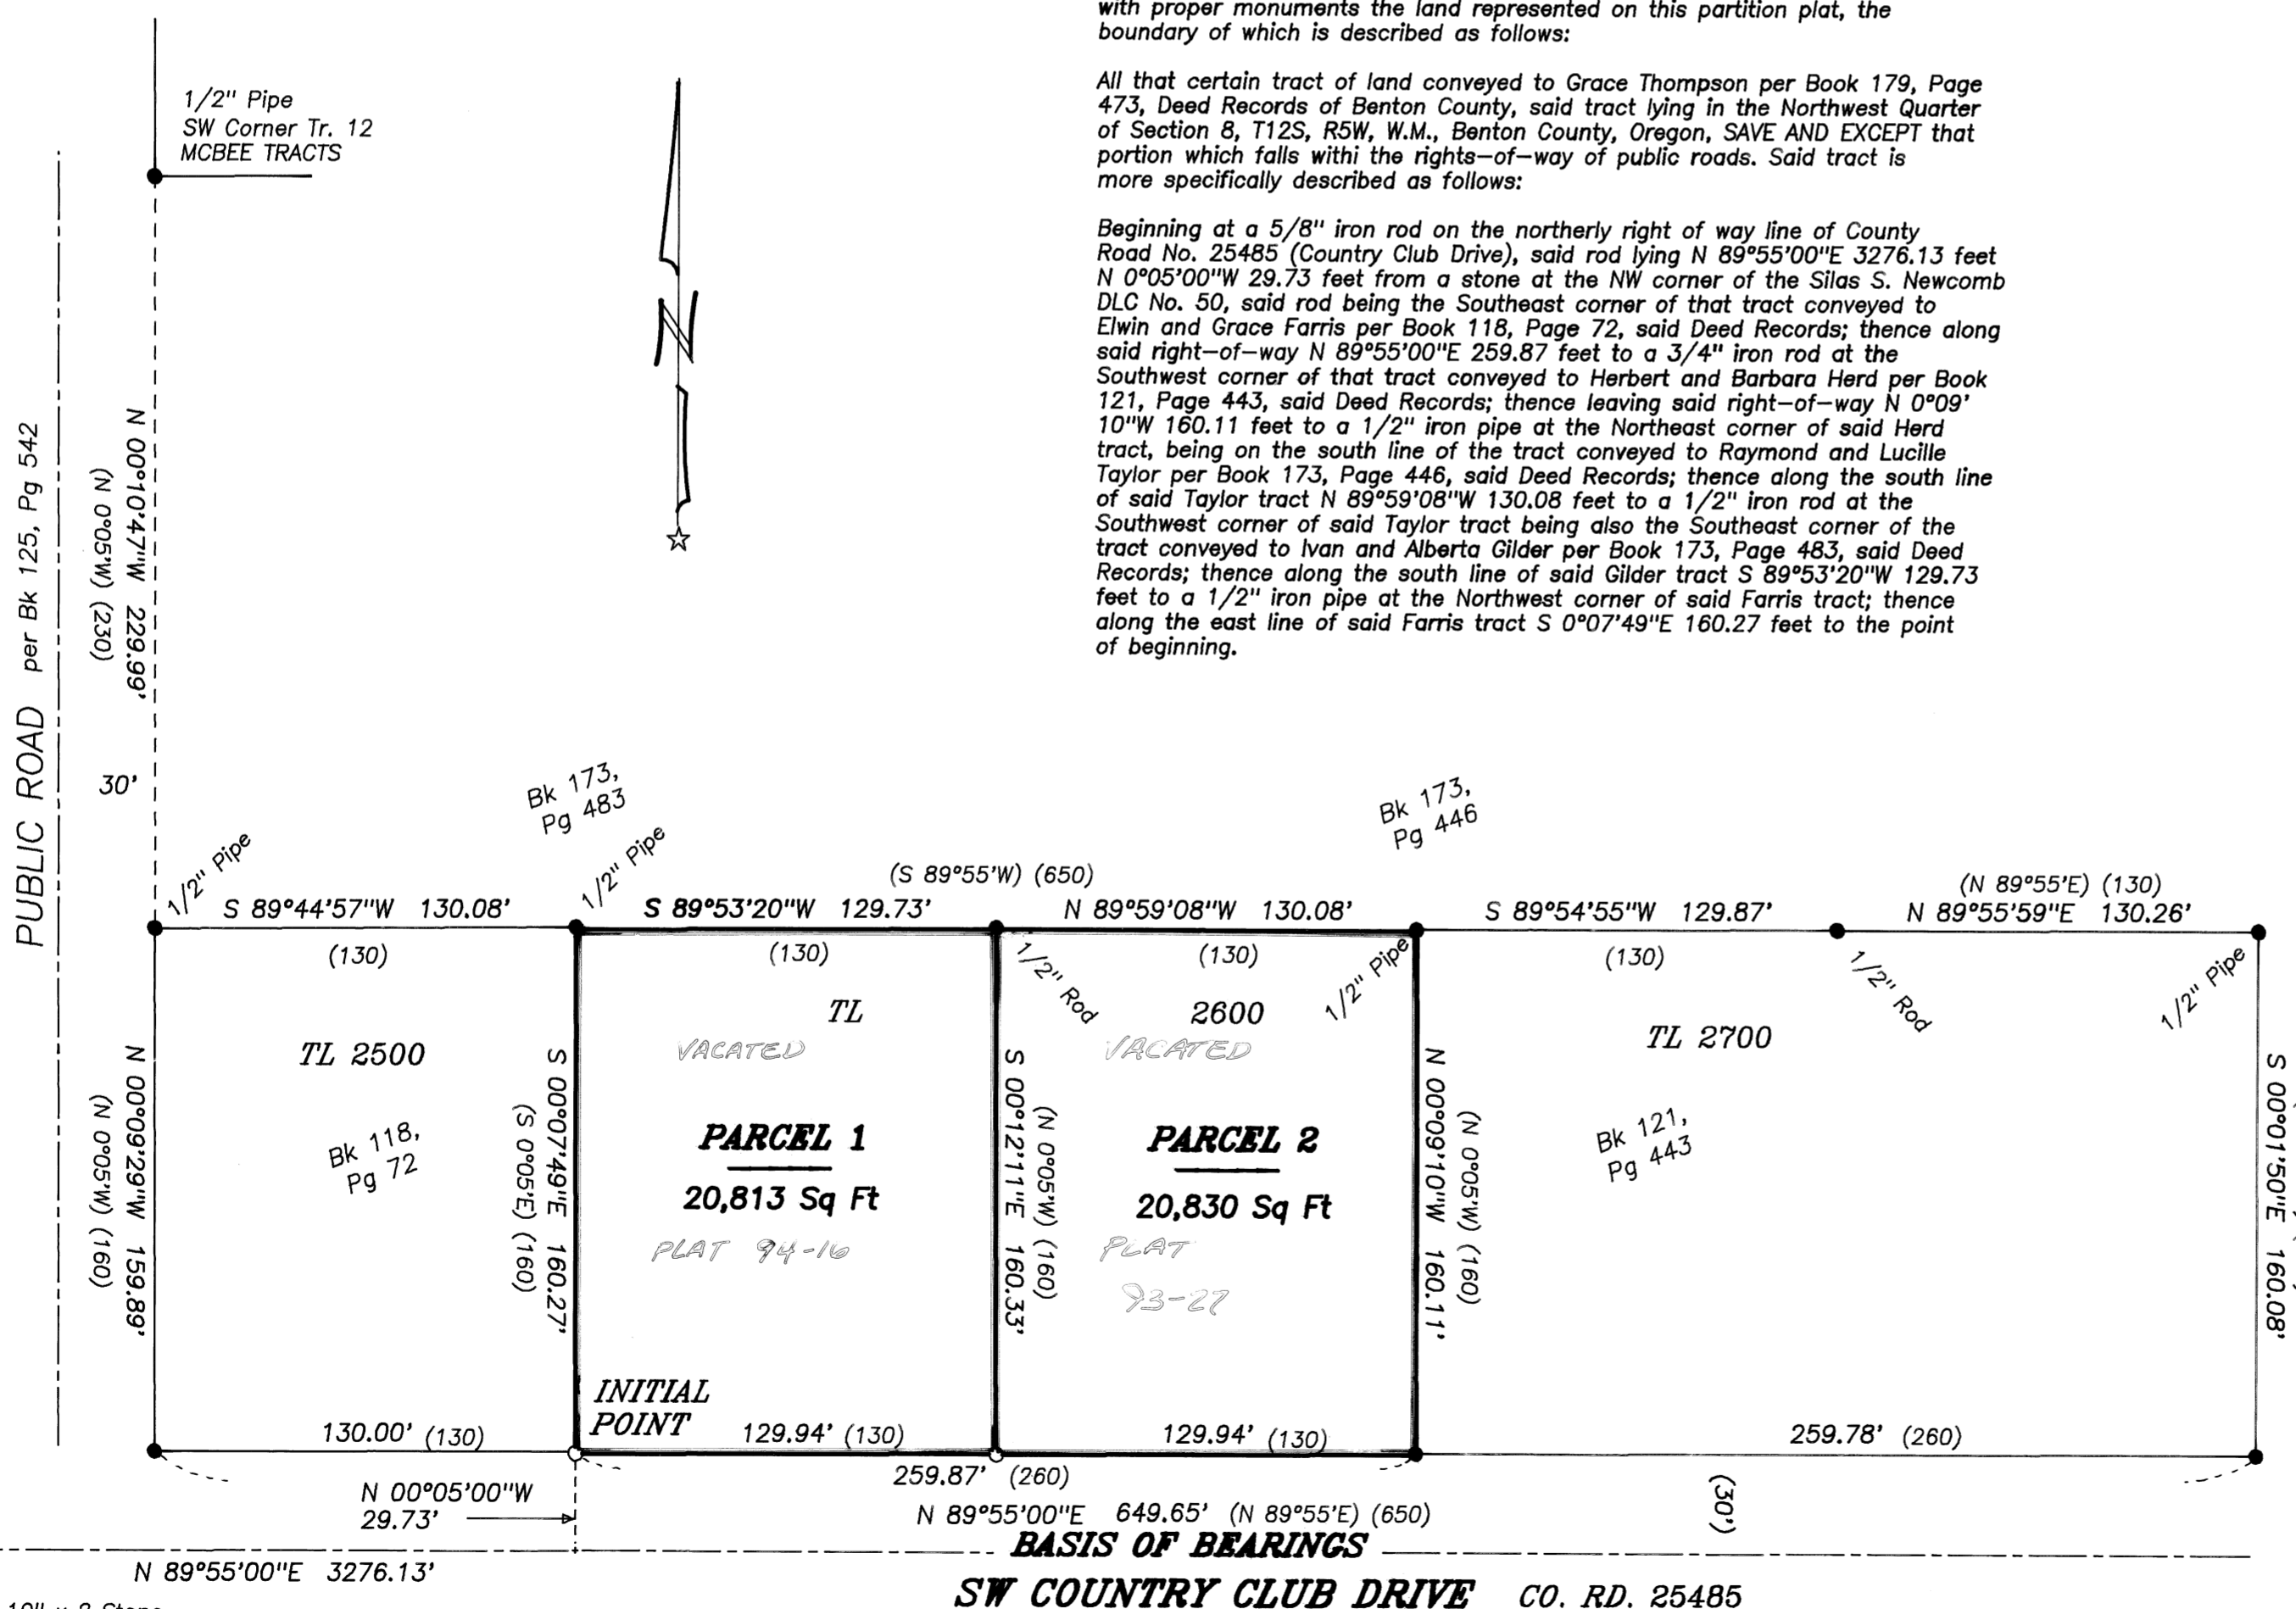 with proper monuments the land represented on this partition plat, the
boundary of which is described as follows:
All that certain tract of land conveyed to Grace Thompson per Book 179, Page
473, Deed Records of Benton County, said tract lying in the Northwest Quarter
of Section 8, T12S, R5W, W.M., Benton County, Oregon, SAVE AND EXCEPT that
portion which falls withi the rights-of-way of public roads. Said tract is
more specifically described as follows:
Beginning at a 5/8" iron rod on the northerly right of way line of County
Road No. 25485 (Country Club Drive), said rod lying N 89°55'00"E 3276.13 feet
N 0°05'00"W 29.73 feet from a stone at the NW corner of the Silas S. Newcomb
DLC No. 50, said rod being the Southeast corner of that tract conveyed to
Elwin and Grace Farris per Book 118, Page 72, said Deed Records; thence along
said right-of-way N 89°55'00"E 259.87 feet to a 3/4" iron rod at the
Southwest corner of that tract conveyed to Herbert and Barbara Herd per Book
121, Page 443, said Deed Records; thence leaving said right-of-way N 0°09'
10"W 160.11 feet to a 1/2" iron pipe at the Northeast corner of said Herd
tract, being on the south line of the tract conveyed to Raymond and Lucille
Taylor per Book 173, Page 446, said Deed Records; thence along the south line
of said Taylor tract N 89°59'08"W 130.08 feet to a 1/2" iron rod at the
Southwest corner of said Taylor tract being also the Southeast corner of the
tract conveyed to Ivan and Alberta Gilder per Book 173, Page 483, said Deed
Records; thence along the south line of said Gilder tract S 89°53'20"W 129.73
feet to a 1/2" iron pipe at the Northwest corner of said Farris tract; thence
along the east line of said Farris tract S 0°07'49"E 160.27 feet to the point
of beginning.
1/2" Pipe
SW Corner Tr. 12
MCBEE TRACTS
N
PUBLIC ROAD per Bk 125, Pg 542
N 00°10'47"W 229.99'
(N 0°05'W) (230)
30'
Bk 173,
Pg 483
Bk 173,
Pg 446
1/2" Pipe
1/2" Pipe
(S 89°55'W) (650)
(N 89°55'E) (130)
S 89°44'57"W 130.08'
S 89°53'20"W 129.73'
N 89°59'08"W 130.08'
S 89°54'55"W 129.87'
N 89°55'59"E 130.26'
(130)
(130)
(130)
(130)
1/2" Rod
1/2" Pipe
1/2" Rod
1/2" Pipe
TL 2500
TL
2600
TL 2700
VACATED
VACATED
Bk 118,
Pg 72
PARCEL 1
20,813 Sq Ft
PLAT 94-16
PARCEL 2
20,830 Sq Ft
PLAT
93-27
Bk 121,
Pg 443
N 00°09'29"W 159.89'
(N 0°05'W) (160)
S 00°07'49"E 160.27'
(S 0°05'E) (160)
S 00°12'11"E 160.33'
(N 0°05'W) (160)
N 00°09'10"W 160.11'
(N 0°05'W) (160)
S 00°01'50"E 160.08'
INITIAL
POINT
130.00' (130)
129.94' (130)
129.94' (130)
259.78' (260)
259.87' (260)
N 00°05'00"W
29.73'
N 89°55'00"E 649.65' (N 89°55'E) (650)
(30')
BASIS OF BEARINGS
N 89°55'00"E 3276.13'
SW COUNTRY CLUB DRIVE CO. RD. 25485